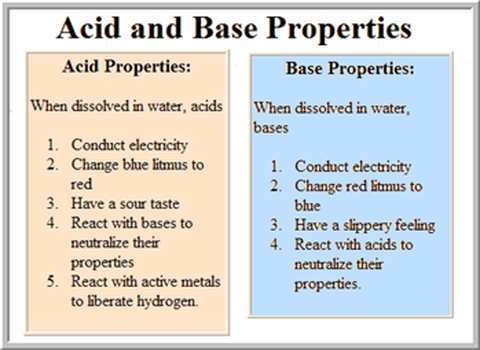 Acid and Base Properties
Acid Properties:
When dissolved in water, acids
1. Conduct electricity
2. Change blue litmus to
red
3. Have a sour taste
4. React with bases to
neutralize their
properties
5. React with active metals
to liberate hydrogen.
Base Properties:
When dissolved in water,
bases
1. Conduct electricity
2. Change red litmus to
blue
3. Have a slippery feeling
4. React with acids to
neutralize their
properties.